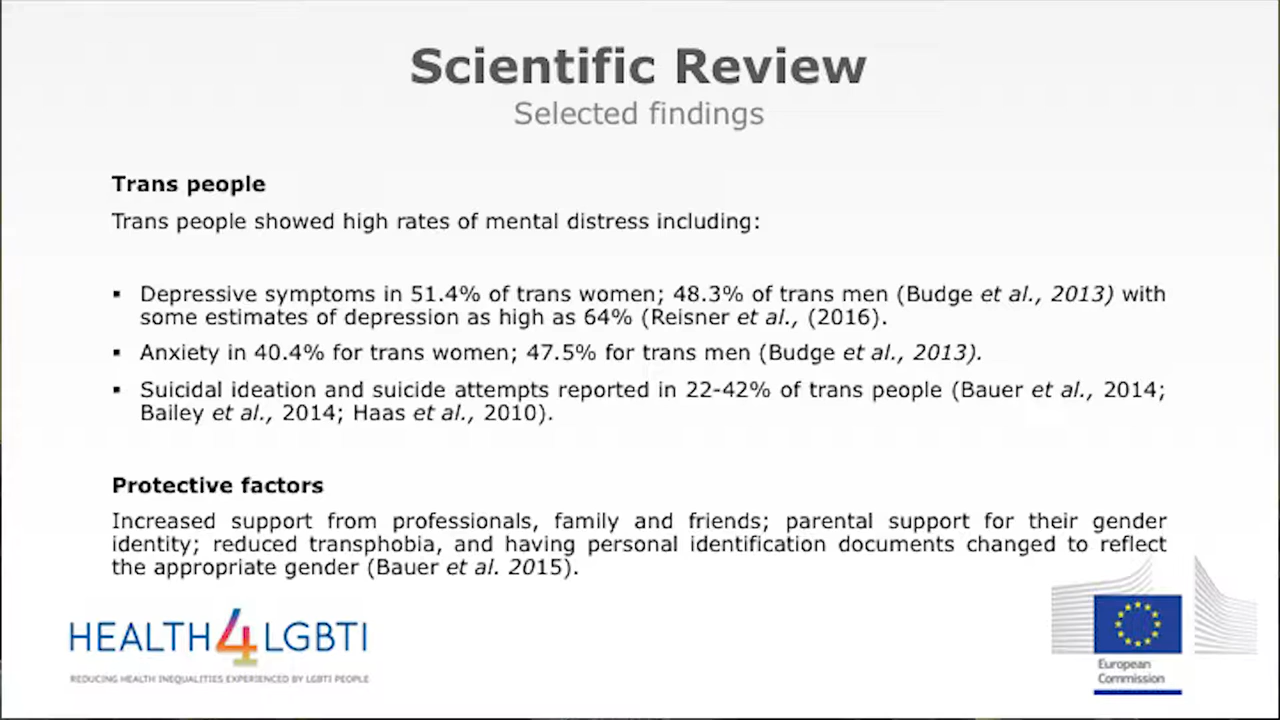 Scientific Review
Selected findings
Trans people
Trans people showed high rates of mental distress including:
▪ Depressive symptoms in 51.4% of trans women; 48.3% of trans men (Budge et al., 2013) with
some estimates of depression as high as 64% (Reisner et al., (2016).
▪ Anxiety in 40.4% for trans women; 47.5% for trans men (Budge et al., 2013).
▪ Suicidal ideation and suicide attempts reported in 22-42% of trans people (Bauer et al., 2014;
Bailey et al., 2014; Haas et al., 2010).
Protective factors
Increased support from professionals, family and friends; parental support for their gender
identity; reduced transphobia, and having personal identification documents changed to reflect
the appropriate gender (Bauer et al. 2015).
HEALTH4LGBTI
REDUCING HEALTH INEQUALITIES EXPERIENCED BY LGBTI PEOPLE
European
Commission